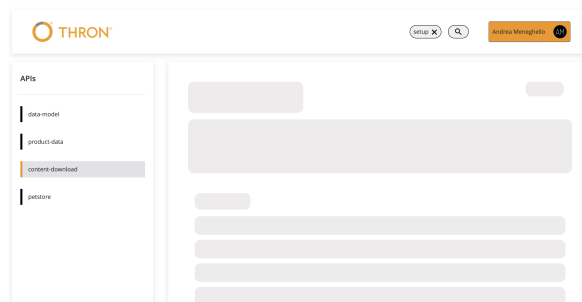 THRON
setup
Andrea Meneghello
AM
APIs
data-model
product-data
content-download
petstore